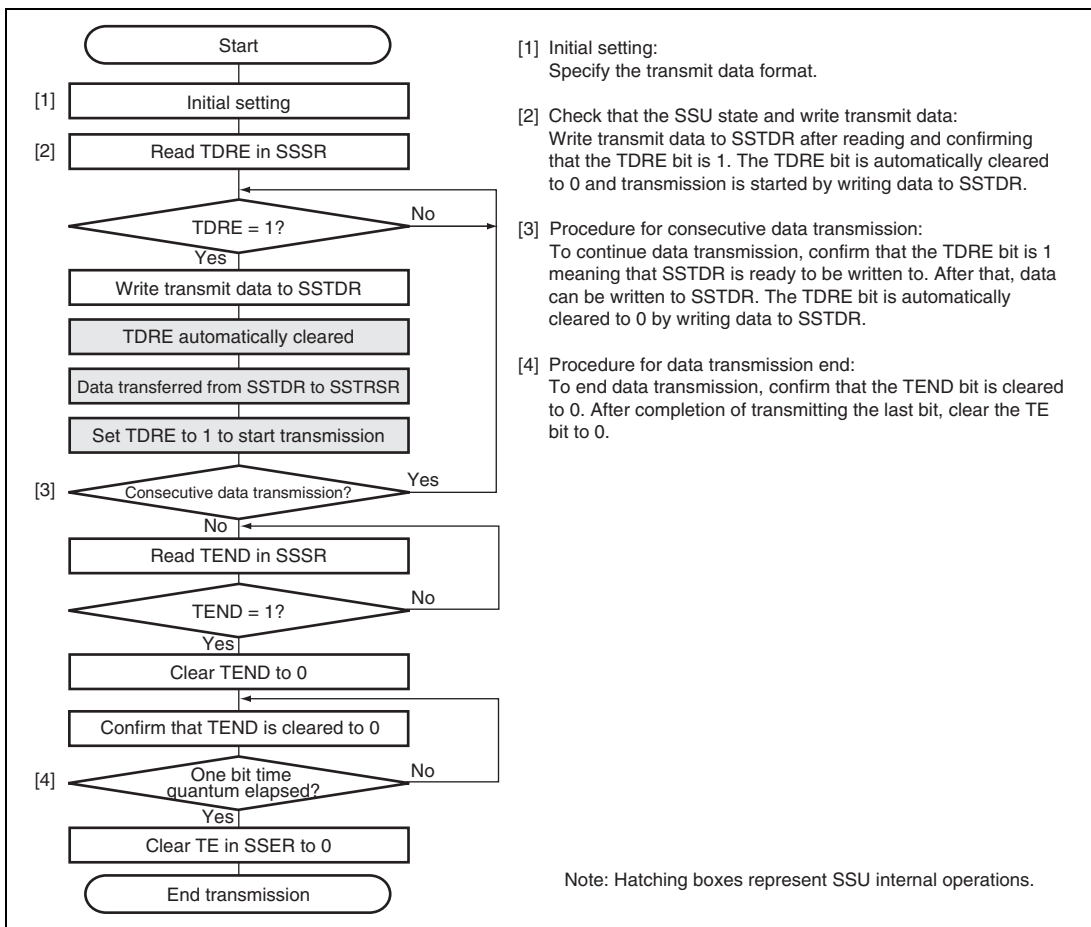 Start
[1] Initial setting
[2] Read TDRE in SSSR
TDRE = 1?
No
Yes
Write transmit data to SSTDR
TDRE automatically cleared
Data transferred from SSTDR to SSTRSR
Set TDRE to 1 to start transmission
[3] Consecutive data transmission?
Yes
No
Read TEND in SSSR
TEND = 1?
No
Yes
Clear TEND to 0
Confirm that TEND is cleared to 0
[4] One bit time
quantum elapsed?
No
Yes
Clear TE in SSER to 0
End transmission
[1] Initial setting:
Specify the transmit data format.
[2] Check that the SSU state and write transmit data:
Write transmit data to SSTDR after reading and confirming
that the TDRE bit is 1. The TDRE bit is automatically cleared
to 0 and transmission is started by writing data to SSTDR.
[3] Procedure for consecutive data transmission:
To continue data transmission, confirm that the TDRE bit is 1
meaning that SSTDR is ready to be written to. After that, data
can be written to SSTDR. The TDRE bit is automatically
cleared to 0 by writing data to SSTDR.
[4] Procedure for data transmission end:
To end data transmission, confirm that the TEND bit is cleared
to 0. After completion of transmitting the last bit, clear the TE
bit to 0.
Note: Hatching boxes represent SSU internal operations.